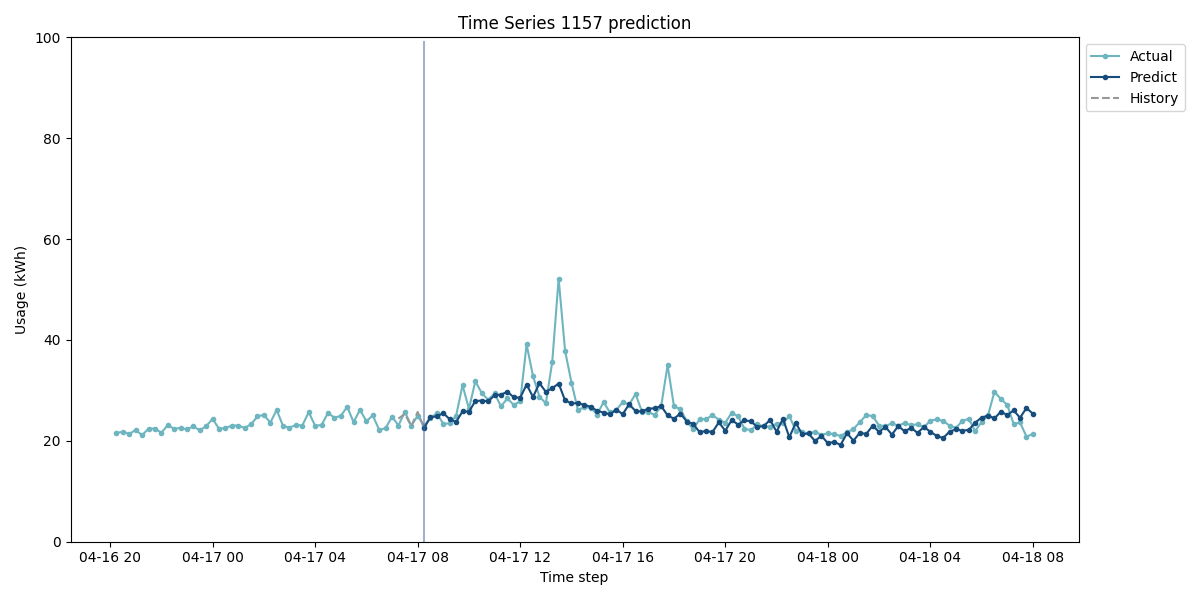 Time Series 1157 prediction
100
80
60
40
20
0
Usage (kWh)
04-16 20
04-17 00
04-17 04
04-17 08
04-17 12
04-17 16
04-17 20
04-18 00
04-18 04
04-18 08
Time step
Actual
Predict
History